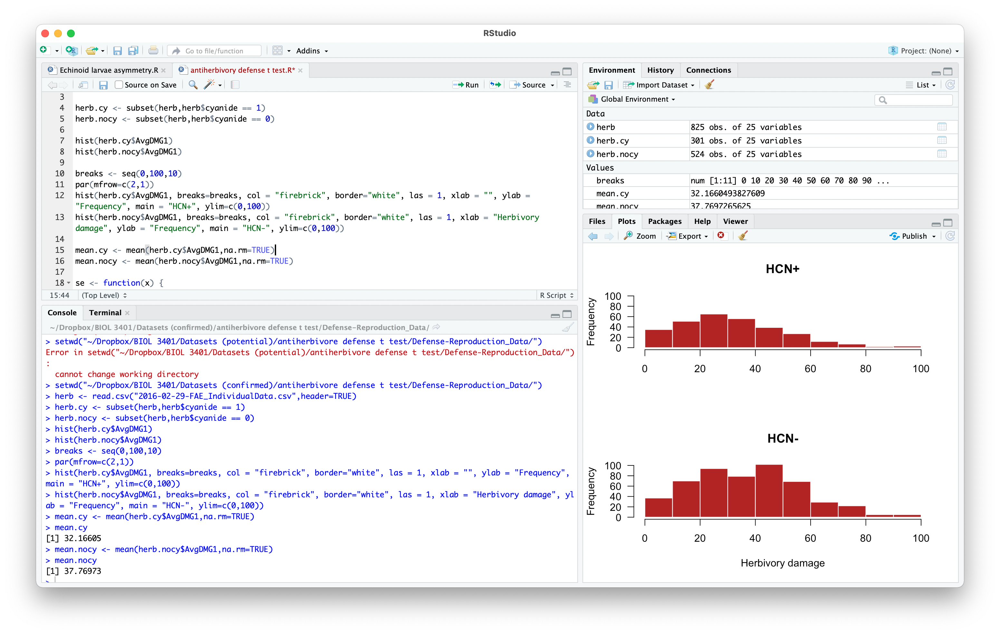 RStudio
Go to file/function
Addins
Project: (None)
Echinoid larvae asymmetry.R
antiherbivory defense t test.R*
Source on Save
Run
Source
3
4 herb.cy <- subset(herb,herb$cyanide == 1)
5 herb.nocy <- subset(herb,herb$cyanide == 0)
6
7 hist(herb.cy$AvgDMG1)
8 hist(herb.nocy$AvgDMG1)
9
10 breaks <- seq(0,100,10)
11 par(mfrow=c(2,1))
12 hist(herb.cy$AvgDMG1, breaks=breaks, col = "firebrick", border="white", las = 1, xlab = "", ylab =
"Frequency", main = "HCN+", ylim=c(0,100))
13 hist(herb.nocy$AvgDMG1, breaks=breaks, col = "firebrick", border="white", las = 1, xlab = "Herbivory
damage", ylab = "Frequency", main = "HCN-", ylim=c(0,100))
14
15 mean.cy <- mean(herb.cy$AvgDMG1,na.rm=TRUE)
16 mean.nocy <- mean(herb.nocy$AvgDMG1,na.rm=TRUE)
17
18 se <- function(x) {
15:44 (Top Level) R Script
Console Terminal
~/Dropbox/BIOL 3401/Datasets (confirmed)/antiherbivore defense t test/Defense-Reproduction_Data/
> setwd("~/Dropbox/BIOL 3401/Datasets (potential)/antiherbivore defense t test/Defense-Reproduction_Data/")
Error in setwd("~/Dropbox/BIOL 3401/Datasets (potential)/antiherbivore defense t test/Defense-Reproduction_Data/")
:
cannot change working directory
> setwd("~/Dropbox/BIOL 3401/Datasets (confirmed)/antiherbivore defense t test/Defense-Reproduction_Data/")
> herb <- read.csv("2016-02-29-FAE_IndividualData.csv",header=TRUE)
> herb.cy <- subset(herb,herb$cyanide == 1)
> herb.nocy <- subset(herb,herb$cyanide == 0)
> hist(herb.cy$AvgDMG1)
> hist(herb.nocy$AvgDMG1)
> breaks <- seq(0,100,10)
> par(mfrow=c(2,1))
> hist(herb.cy$AvgDMG1, breaks=breaks, col = "firebrick", border="white", las = 1, xlab = "", ylab = "Frequency",
main = "HCN+", ylim=c(0,100))
> hist(herb.nocy$AvgDMG1, breaks=breaks, col = "firebrick", border="white", las = 1, xlab = "Herbivory damage", yl
ab = "Frequency", main = "HCN-", ylim=c(0,100))
> mean.cy <- mean(herb.cy$AvgDMG1,na.rm=TRUE)
> mean.cy
[1] 32.16605
> mean.nocy <- mean(herb.nocy$AvgDMG1,na.rm=TRUE)
> mean.nocy
[1] 37.76973
>
Environment History Connections
Import Dataset List
Global Environment
Data
herb 825 obs. of 25 variables
herb.cy 301 obs. of 25 variables
herb.nocy 524 obs. of 25 variables
Values
breaks num [1:11] 0 10 20 30 40 50 60 70 80 90 ...
mean.cy 32.1660493827609
mean.nocy 37.7697265625
Files Plots Packages Help Viewer
Zoom Export Publish
HCN+
Frequency
100
80
60
40
20
0
0 20 40 60 80 100
HCN-
Frequency
100
80
60
40
20
0
0 20 40 60 80 100
Herbivory damage